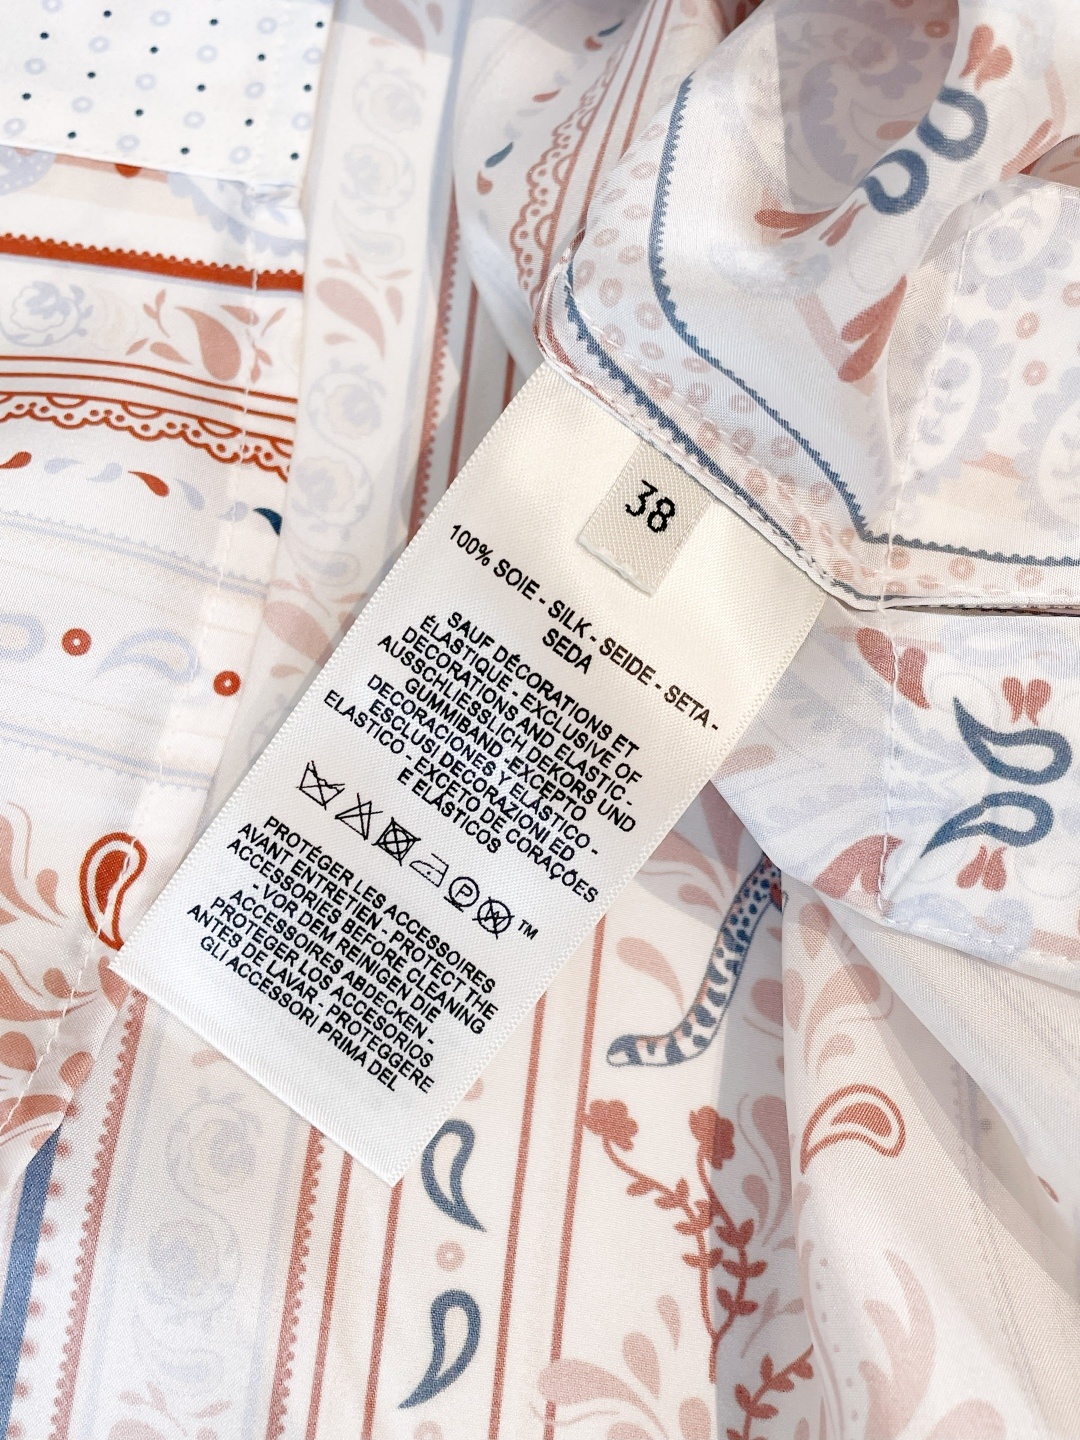 38
100% SOIE - SILK - SEIDE - SETA -
SEDA
SAUF DÉCORATIONS ET
ÉLASTIQUE - EXCLUSIVE OF
DECORATIONS AND ELASTIC -
AUSSCHLIESSLICH DEKORS UND
GUMMIBAND -EXCEPTO
DECORACIONES Y ELÁSTICO -
ESCLUSI DECORAZIONI ED
ELASTICO - EXCETO DE CORAÇÕES
E ELÁSTICOS
P
TM
PROTÉGER LES ACCESSOIRES
AVANT ENTRETIEN - PROTECT THE
ACCESSORIES BEFORE CLEANING
- VOR DEM REINIGEN DIE
ACCESSOIRES ABDECKEN -
PROTEGER LOS ACCESORIOS
ANTES DE LAVAR - PROTEGGERE
GLI ACCESSORI PRIMA DEL